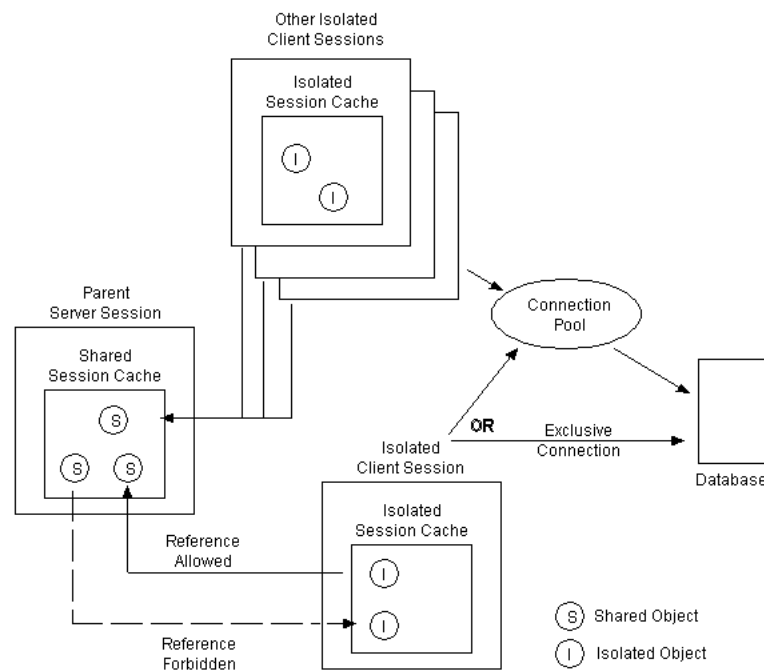 Other Isolated
Client Sessions
Isolated
Session Cache
I
I
Parent
Server Session
Shared
Session Cache
S
S
S
Connection
Pool
OR
Exclusive
Connection
Database
Isolated
Client Session
Isolated
Session Cache
I
I
Reference
Allowed
Reference
Forbidden
S Shared Object
I Isolated Object